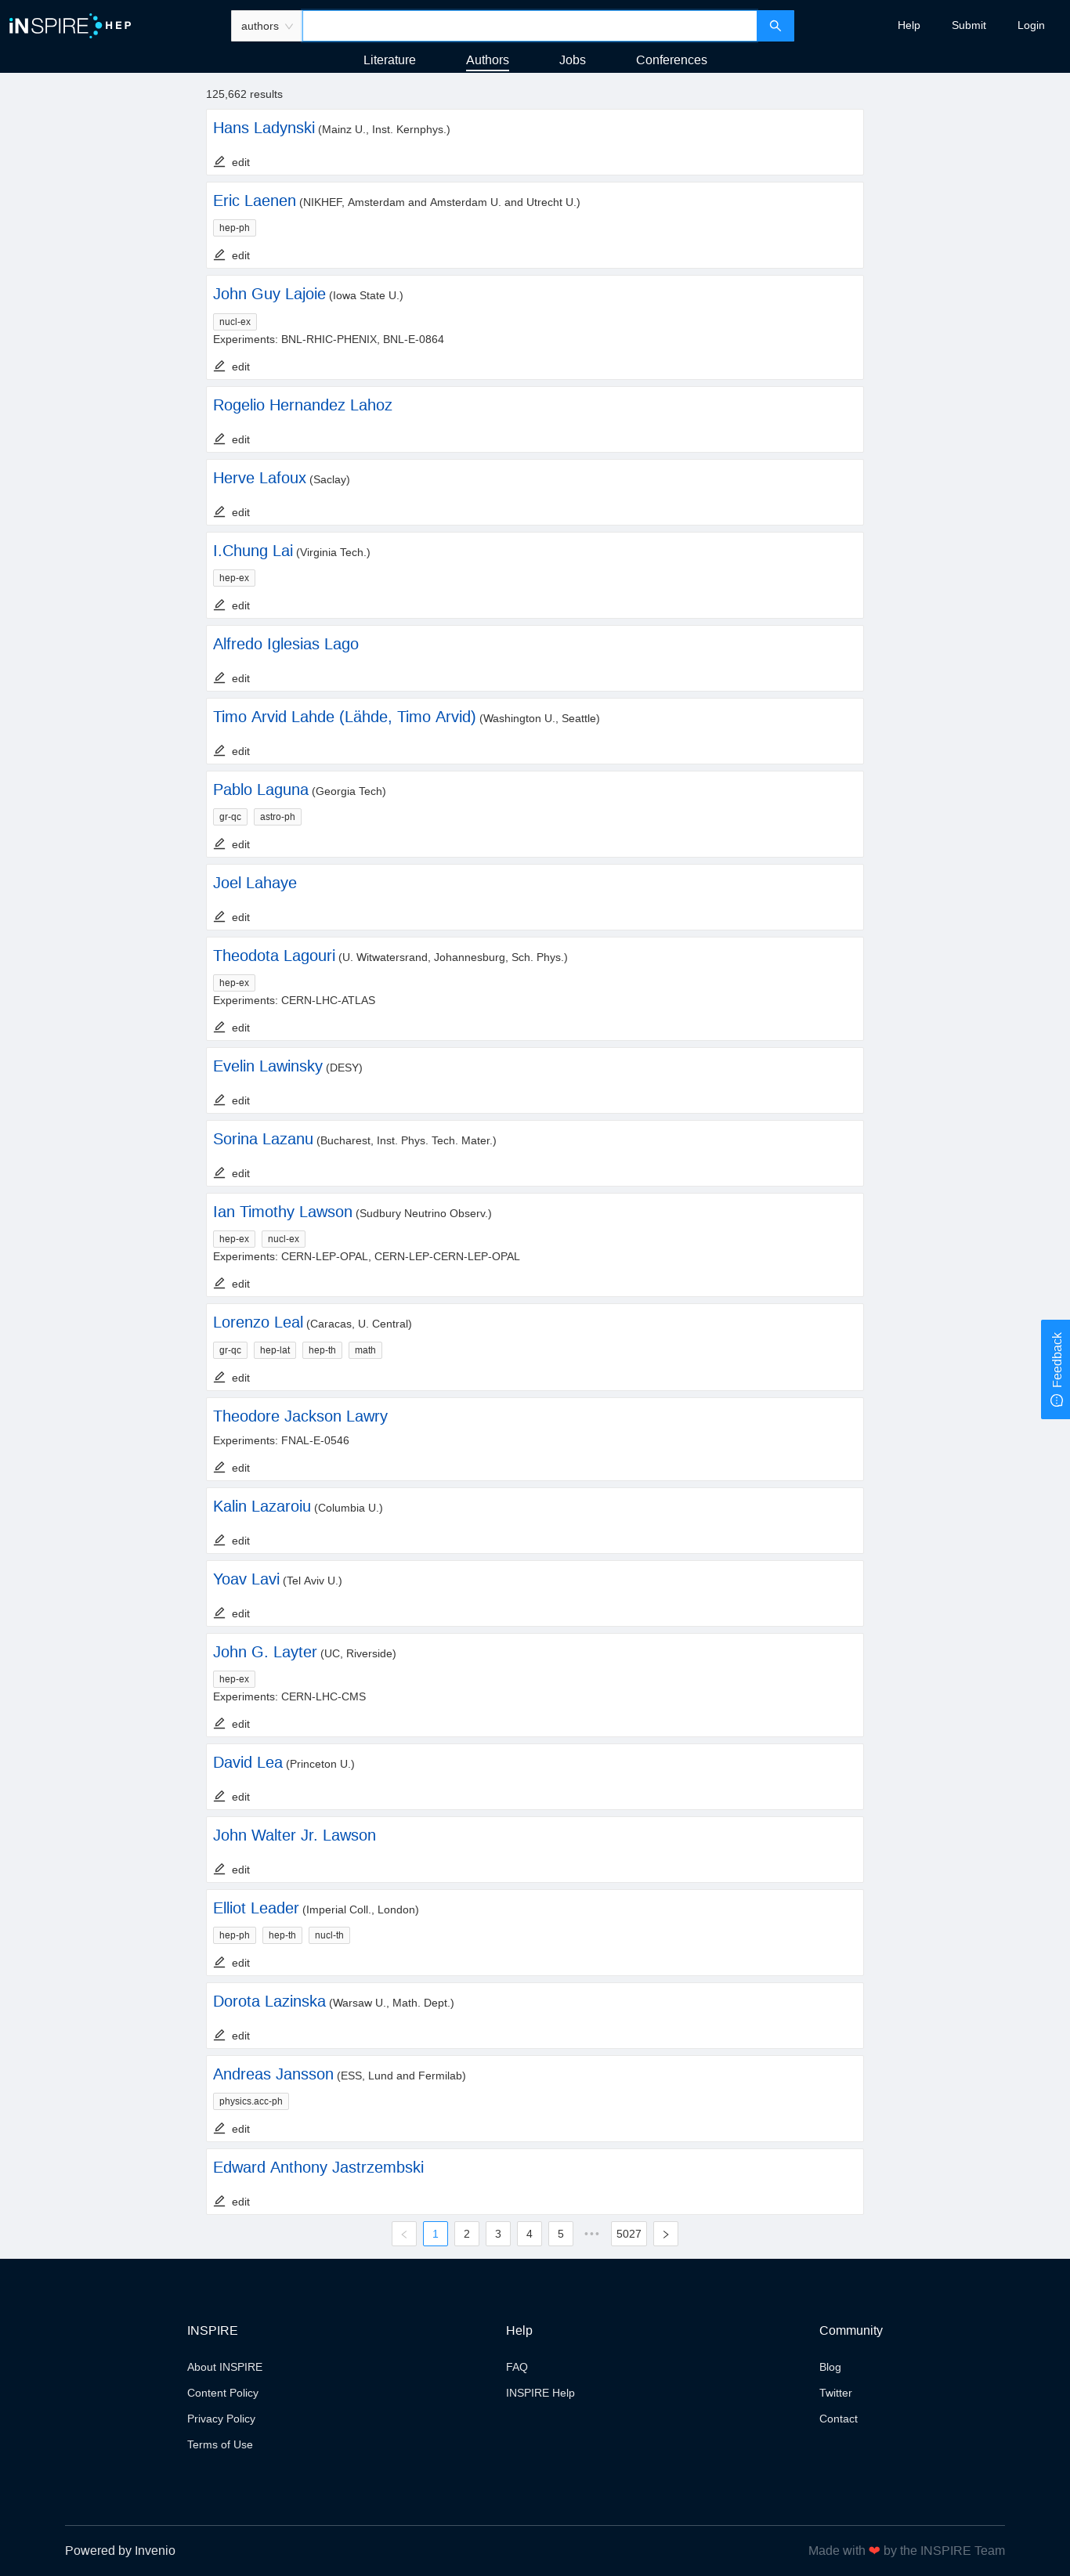 INSPIRE HEP
authors
Help Submit Login
Literature Authors Jobs Conferences
125,662 results
Hans Ladynski (Mainz U., Inst. Kernphys.)
edit
Eric Laenen (NIKHEF, Amsterdam and Amsterdam U. and Utrecht U.)
hep-ph
edit
John Guy Lajoie (Iowa State U.)
nucl-ex
Experiments: BNL-RHIC-PHENIX, BNL-E-0864
edit
Rogelio Hernandez Lahoz
edit
Herve Lafoux (Saclay)
edit
I.Chung Lai (Virginia Tech.)
hep-ex
edit
Alfredo Iglesias Lago
edit
Timo Arvid Lahde (Lähde, Timo Arvid) (Washington U., Seattle)
edit
Pablo Laguna (Georgia Tech)
gr-qc astro-ph
edit
Joel Lahaye
edit
Theodota Lagouri (U. Witwatersrand, Johannesburg, Sch. Phys.)
hep-ex
Experiments: CERN-LHC-ATLAS
edit
Evelin Lawinsky (DESY)
edit
Sorina Lazanu (Bucharest, Inst. Phys. Tech. Mater.)
edit
Ian Timothy Lawson (Sudbury Neutrino Observ.)
hep-ex nucl-ex
Experiments: CERN-LEP-OPAL, CERN-LEP-CERN-LEP-OPAL
edit
Lorenzo Leal (Caracas, U. Central)
gr-qc hep-lat hep-th math
edit
Feedback
Theodore Jackson Lawry
Experiments: FNAL-E-0546
edit
Kalin Lazaroiu (Columbia U.)
edit
Yoav Lavi (Tel Aviv U.)
edit
John G. Layter (UC, Riverside)
hep-ex
Experiments: CERN-LHC-CMS
edit
David Lea (Princeton U.)
edit
John Walter Jr. Lawson
edit
Elliot Leader (Imperial Coll., London)
hep-ph hep-th nucl-th
edit
Dorota Lazinska (Warsaw U., Math. Dept.)
edit
Andreas Jansson (ESS, Lund and Fermilab)
physics.acc-ph
edit
Edward Anthony Jastrzembski
edit
1 2 3 4 5 ••• 5027
INSPIRE Help Community
About INSPIRE FAQ Blog
Content Policy INSPIRE Help Twitter
Privacy Policy Contact
Terms of Use
Powered by Invenio Made with ❤ by the INSPIRE Team